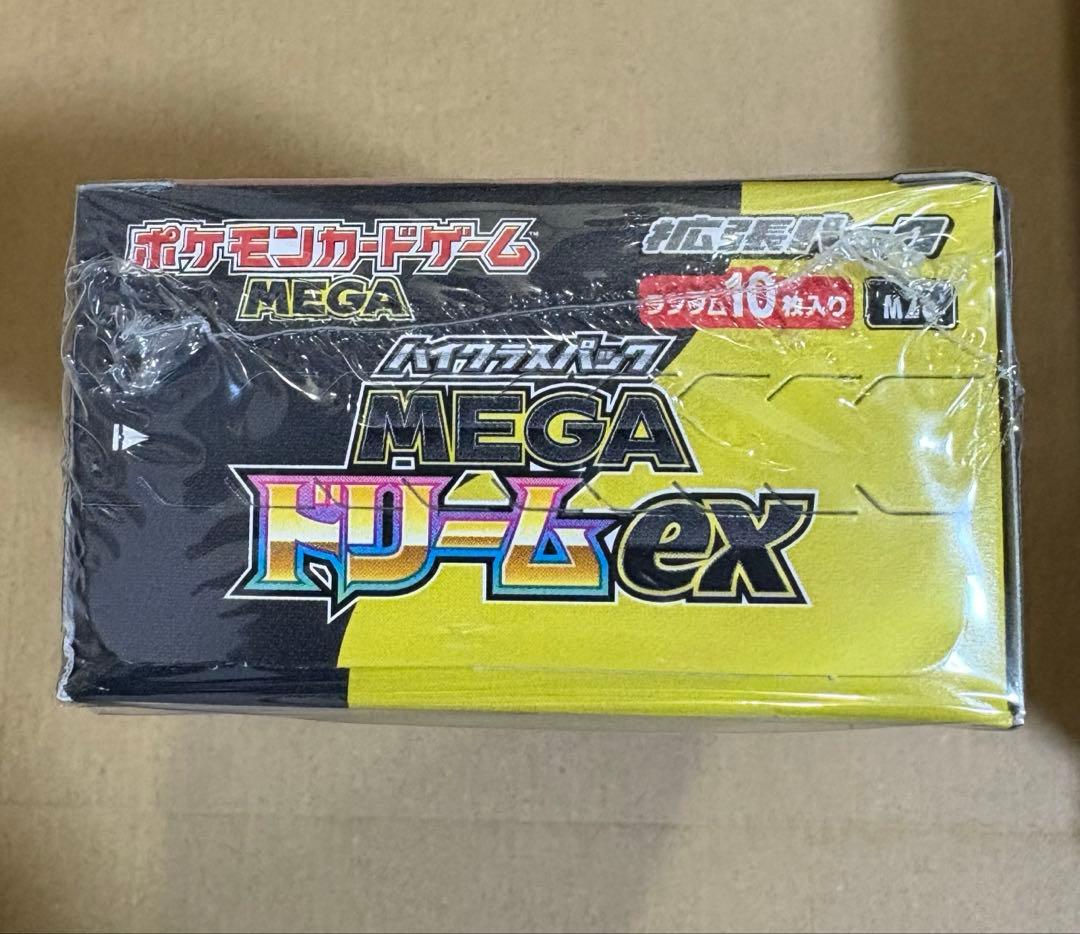 ポケモンカードゲーム™
MEGA
拡張パック
ランダム10枚入り
ハイクラスパック
MEGA
ドリームex